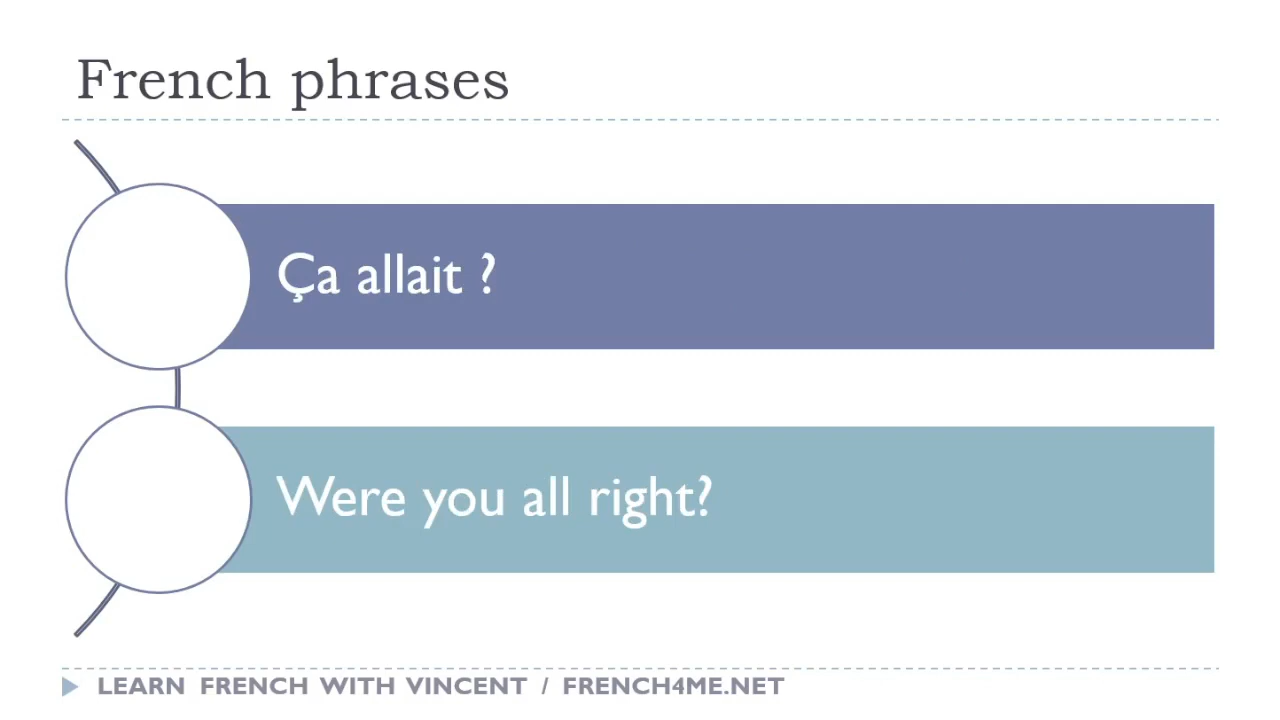 French phrases
Ça allait ?
Were you all right?
LEARN FRENCH WITH VINCENT / FRENCH4ME.NET